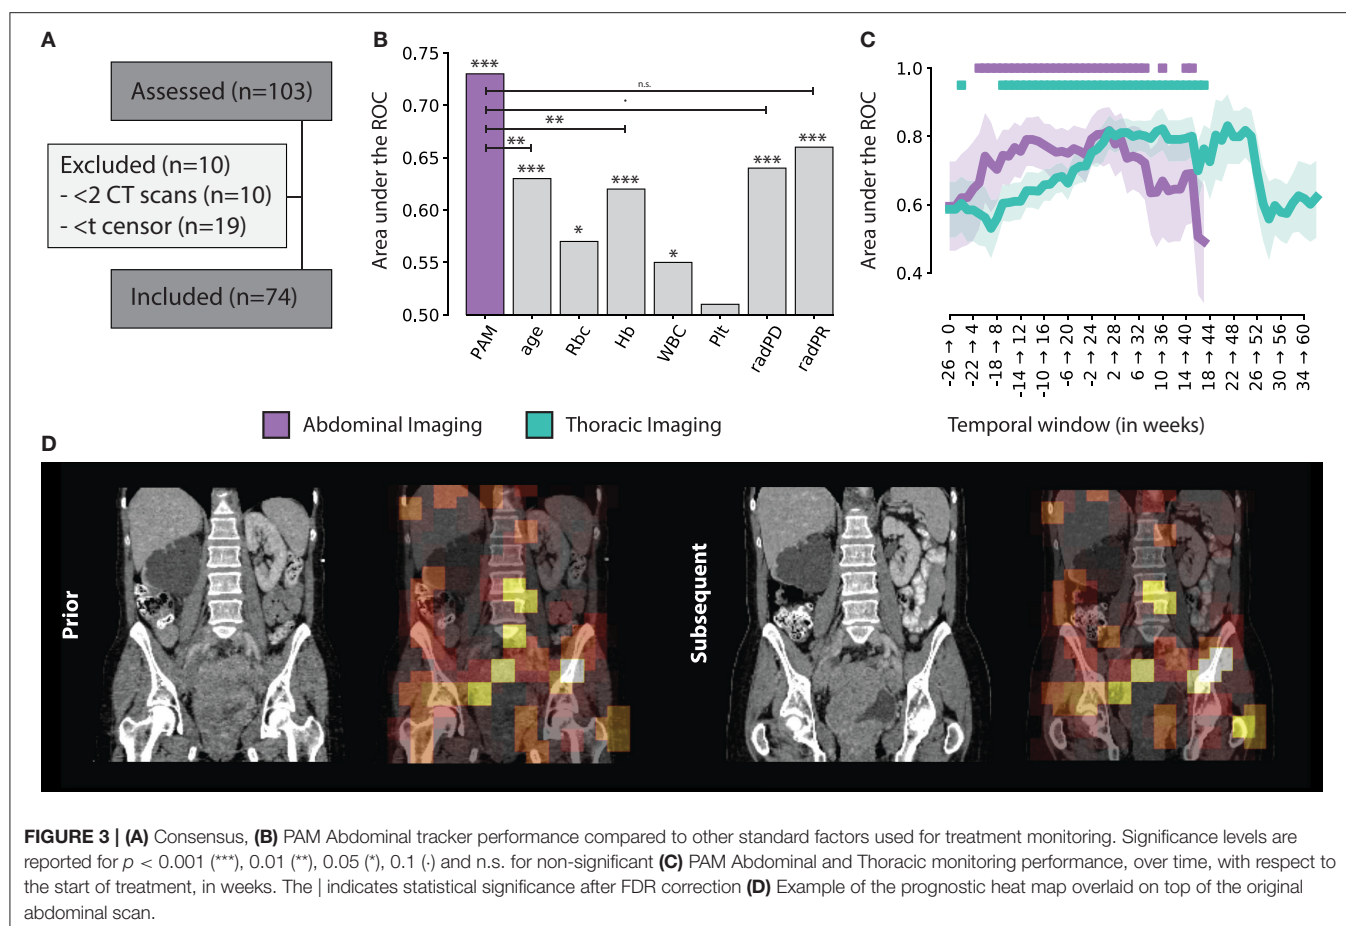 (A)
Assessed (n=103)
Excluded (n=10)
- <2 CT scans (n=10)
- <t censor (n=19)
Included (n=74)
(B)
Area under the ROC
0.75
0.70
0.65
0.60
0.55
0.50
***
n.s.
·
**
**
***
*
***
*
***
***
PAM
age
Rbc
Hb
WBC
Plt
radPD
radPR
(C)
Area under the ROC
1.0
0.8
0.6
0.4
-26 → 0
-22 → 4
-18 → 8
-14 → 12
-10 → 16
-6 → 20
-2 → 24
2 → 28
6 → 32
10 → 36
14 → 40
18 → 44
22 → 48
26 → 52
30 → 56
34 → 60
Temporal window (in weeks)
Abdominal Imaging
Thoracic Imaging
D
Prior
Subsequent
FIGURE 3 | (A) Consensus, (B) PAM Abdominal tracker performance compared to other standard factors used for treatment monitoring. Significance levels are
reported for p < 0.001 (***), 0.01 (**), 0.05 (*), 0.1 (·) and n.s. for non-significant (C) PAM Abdominal and Thoracic monitoring performance, over time, with respect to
the start of treatment, in weeks. The | indicates statistical significance after FDR correction (D) Example of the prognostic heat map overlaid on top of the original
abdominal scan.